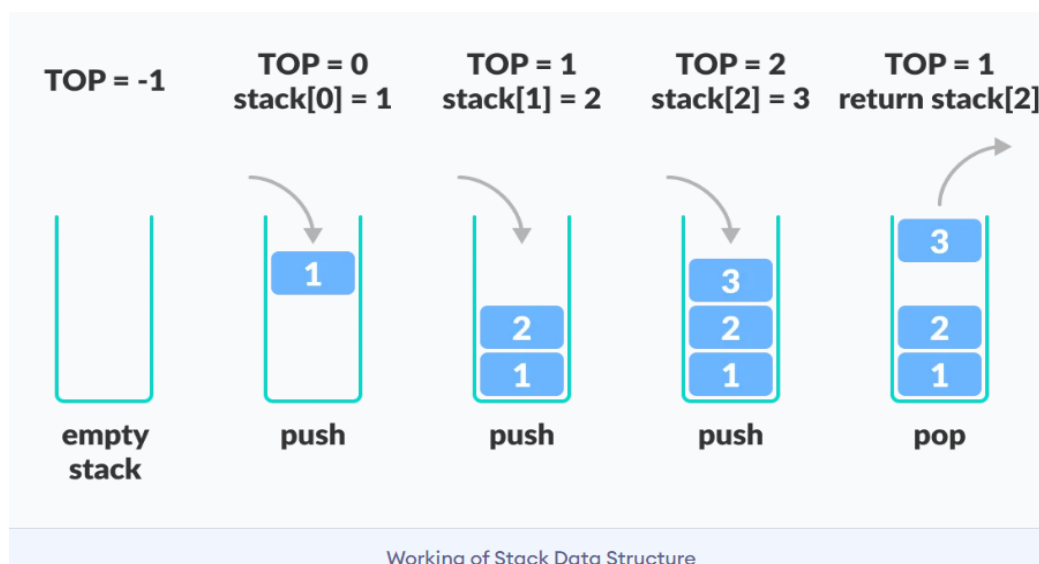 TOP = -1
TOP = 0
stack[0] = 1
TOP = 1
stack[1] = 2
TOP = 2
stack[2] = 3
TOP = 1
return stack[2]
1
2
1
3
2
1
3
2
1
empty
stack
push
push
push
pop
Working of Stack Data Structure